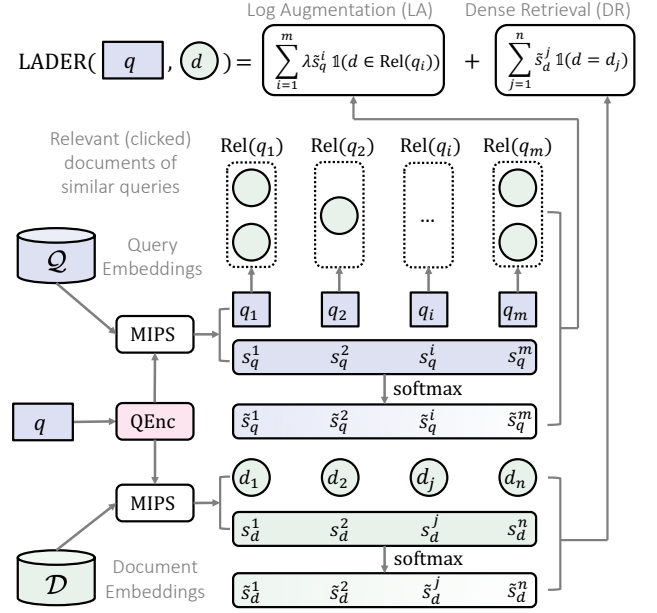 Log Augmentation (LA) Dense Retrieval (DR)
LADER( q , d ) = ∑_{i=1}^{m} λs̃_q^i 𝟙(d ∈ Rel(q_i)) + ∑_{j=1}^{n} s̃_d^j 𝟙(d = d_j)
Relevant (clicked)
documents of
similar queries
Rel(q_1) Rel(q_2) Rel(q_i) Rel(q_m)
...
𝒬
Query
Embeddings
q_1 q_2 q_i q_m
MIPS
s_q^1 s_q^2 s_q^i s_q^m
softmax
q
QEnc
s̃_q^1 s̃_q^2 s̃_q^i s̃_q^m
d_1 d_2 d_j d_n
MIPS
s_d^1 s_d^2 s_d^j s_d^n
softmax
𝒟
Document
Embeddings
s̃_d^1 s̃_d^2 s̃_d^j s̃_d^n